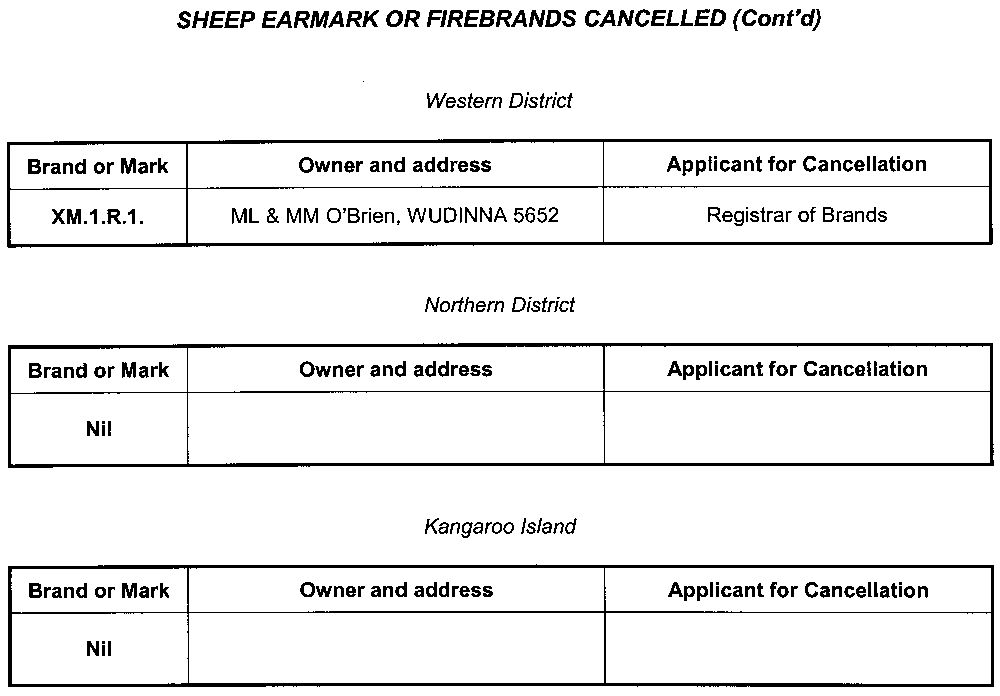 SHEEP EARMARK OR FIREBRANDS CANCELLED (Cont'd)
Western District
Brand or Mark Owner and address Applicant for Cancellation
XM.1.R.1. ML & MM O'Brien, WUDINNA 5652 Registrar of Brands
Northern District
Brand or Mark Owner and address Applicant for Cancellation
Nil
Kangaroo Island
Brand or Mark Owner and address Applicant for Cancellation
Nil